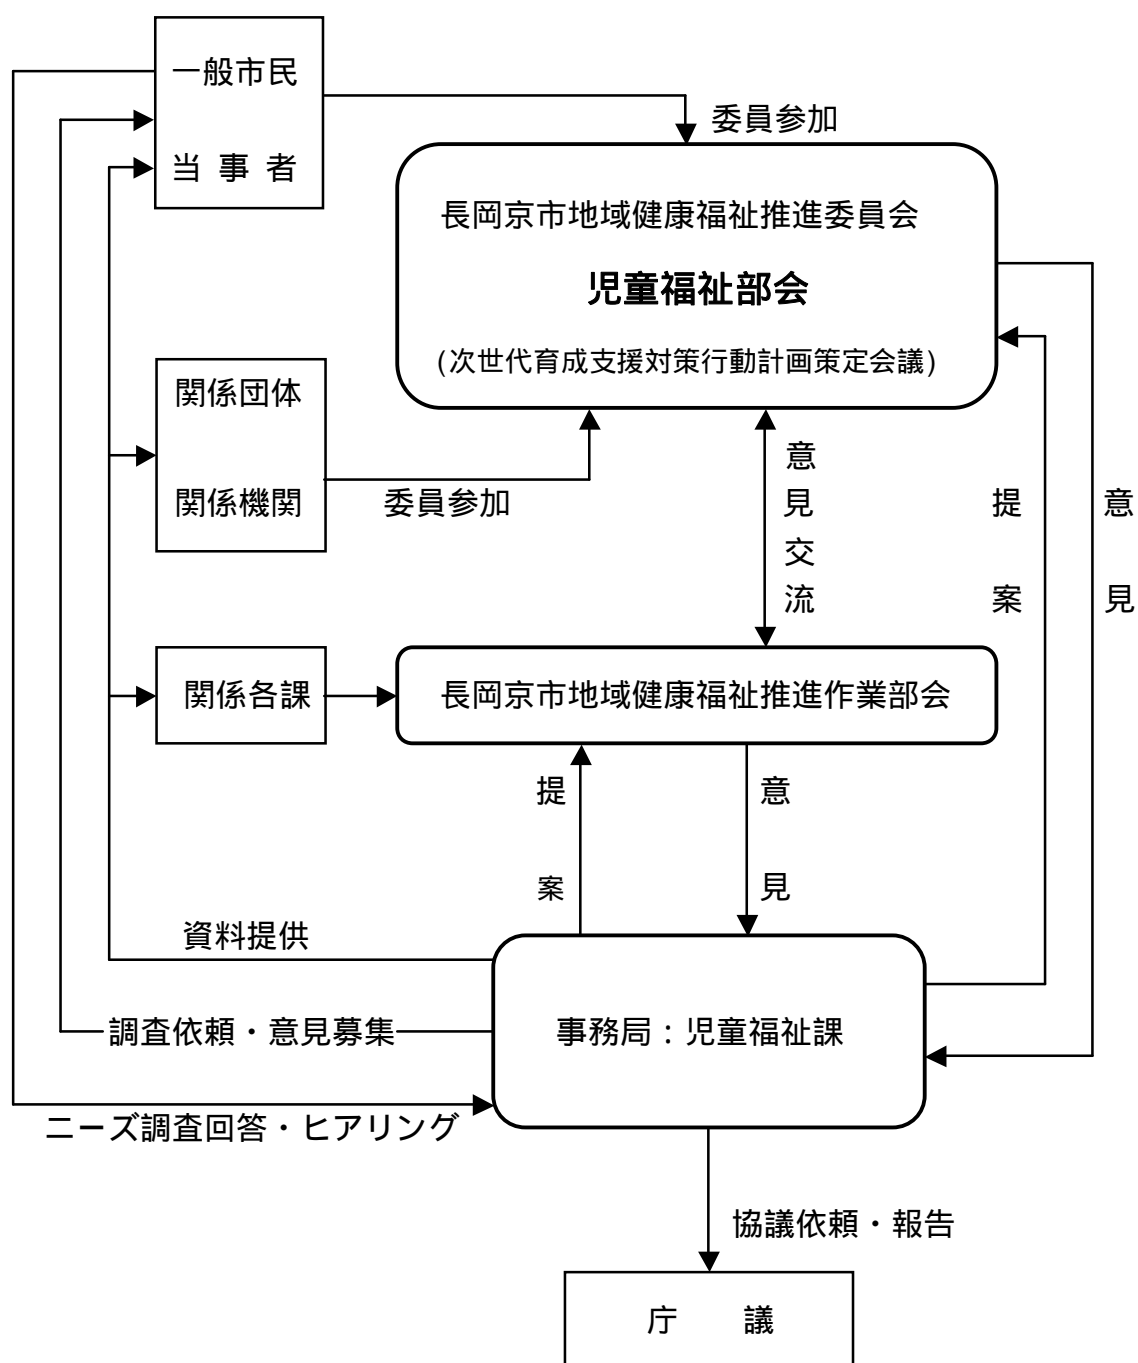 一般市民
委員参加
当 事 者
長岡京市地域健康福祉推進委員会
児童福祉部会
(次世代育成支援対策行動計画策定会議)
関係団体
関係機関
委員参加
意見交流
提案
意見
関係各課
長岡京市地域健康福祉推進作業部会
提案
意見
資料提供
調査依頼・意見募集
事務局：児童福祉課
ニーズ調査回答・ヒアリング
協議依頼・報告
庁 議